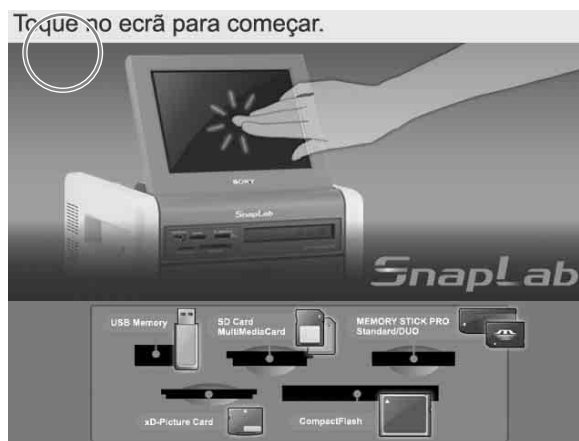 Toque no ecrã para começar.
SONY
SnapLab
SnapLab
USB Memory
SD Card
MultiMediaCard
MEMORY STICK PRO
Standard/DUO
xD-Picture Card
CompactFlash